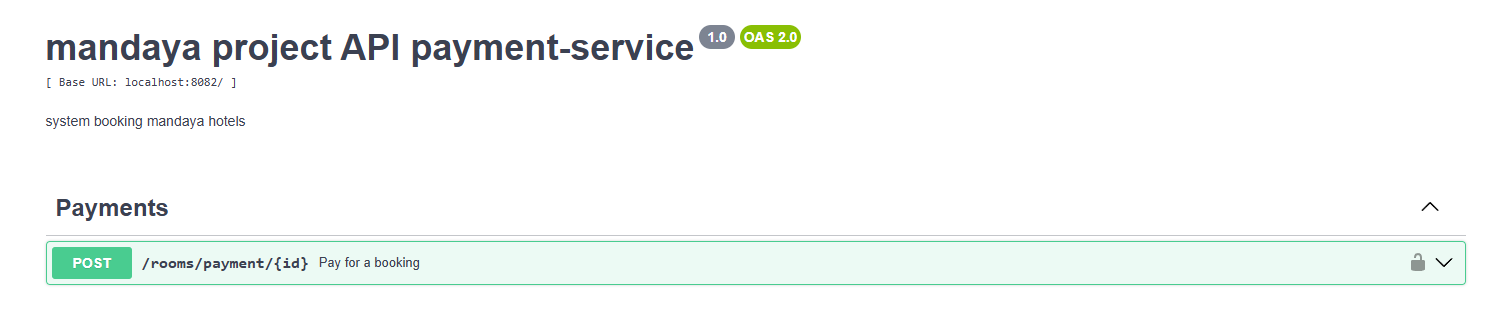 mandaya project API payment-service 1.0 OAS 2.0
[ Base URL: localhost:8082/ ]
system booking mandaya hotels
Payments
POST /rooms/payment/{id} Pay for a booking